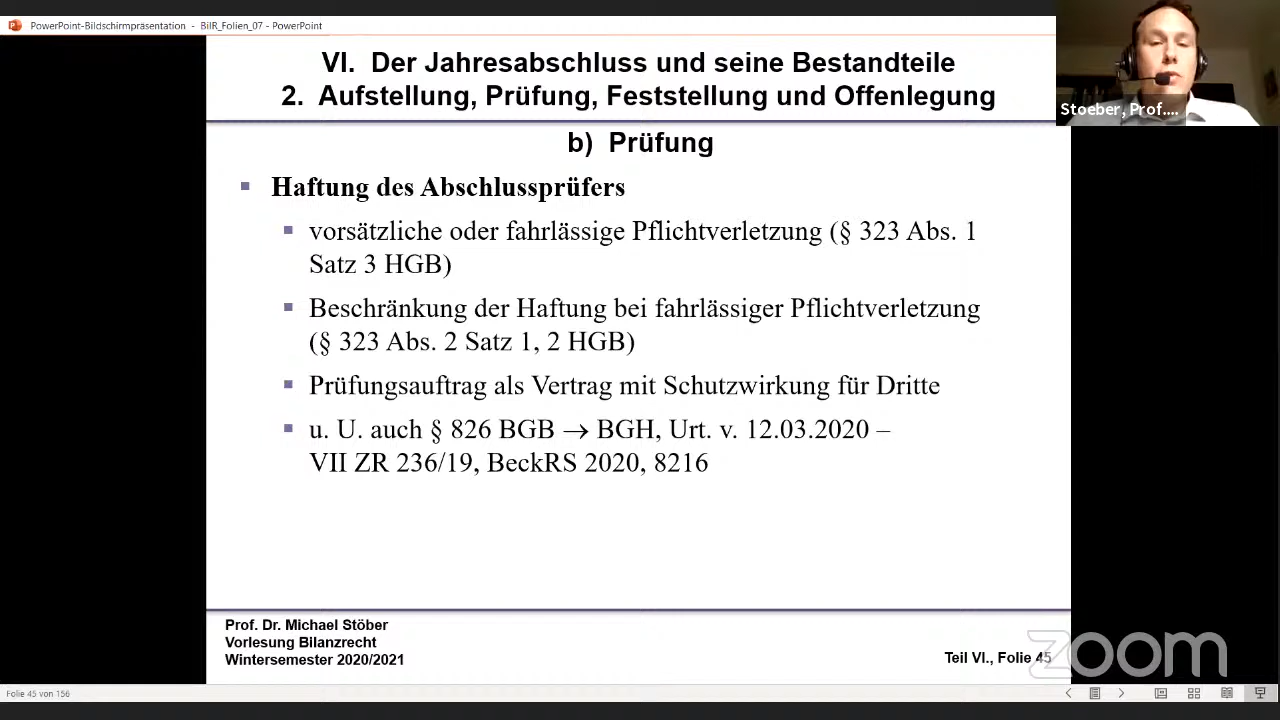 PowerPoint-Bildschirmpräsentation - BilR_Folien_07 - PowerPoint
VI. Der Jahresabschluss und seine Bestandteile
2. Aufstellung, Prüfung, Feststellung und Offenlegung
Stoeber, Prof....
b) Prüfung
Haftung des Abschlussprüfers
vorsätzliche oder fahrlässige Pflichtverletzung (§ 323 Abs. 1
Satz 3 HGB)
Beschränkung der Haftung bei fahrlässiger Pflichtverletzung
(§ 323 Abs. 2 Satz 1, 2 HGB)
Prüfungsauftrag als Vertrag mit Schutzwirkung für Dritte
u. U. auch § 826 BGB → BGH, Urt. v. 12.03.2020 –
VII ZR 236/19, BeckRS 2020, 8216
Prof. Dr. Michael Stöber
Vorlesung Bilanzrecht
Wintersemester 2020/2021
Teil VI., Folie 45
zoom
Folie 45 von 156